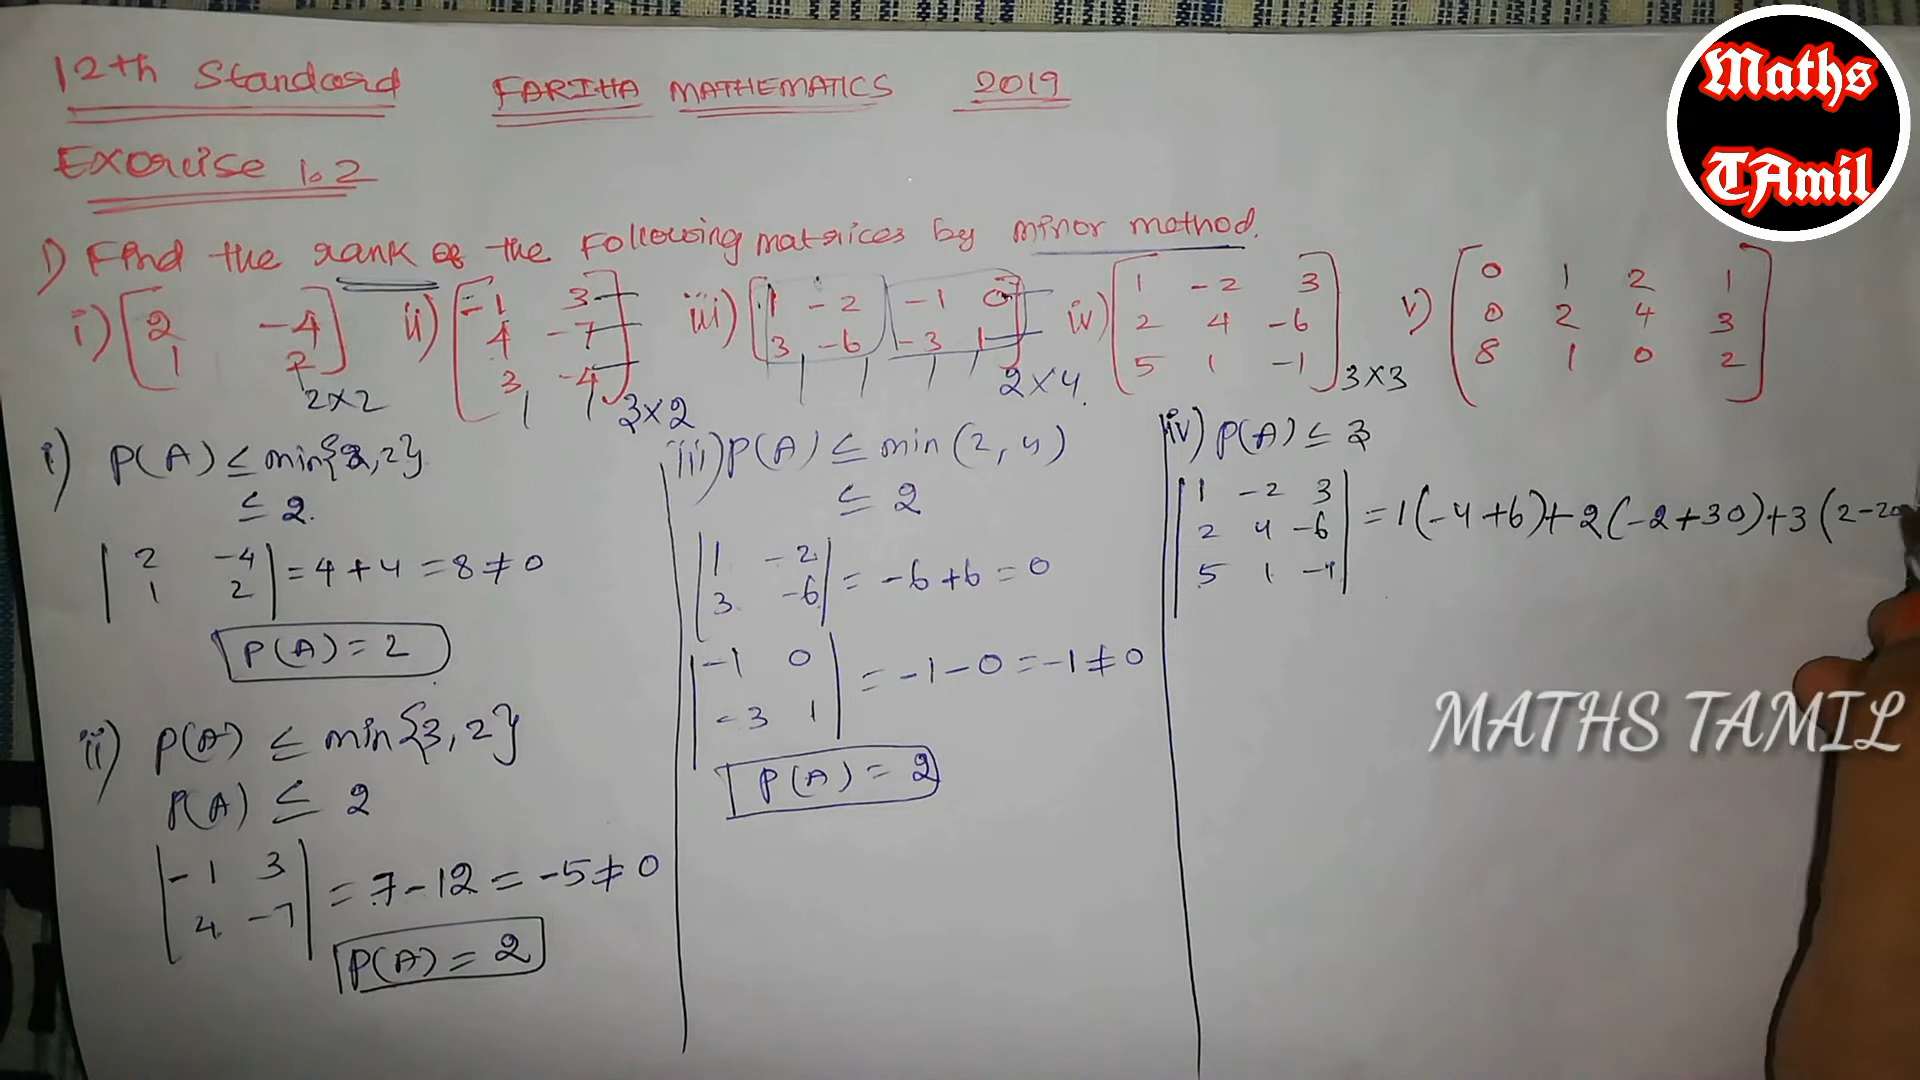 12th Standard FARITHA MATHEMATICS 2019
Exercise 1.2
1) Find the rank of the following matrices by minor method.
i) [2 -4
1 2] 2×2
ii) [-1 3
4 -7
3 -4] 3×2
iii) [1 -2 -1 0
3 -6 -3 1] 2×4
iv) [1 -2 3
2 4 -6
5 1 -1] 3×3
v) [0 1 2 1
0 2 4 3
8 1 0 2]
i) P(A) ≤ min{2,2}
≤ 2.
|2 -4
1 2| = 4+4 = 8 ≠ 0
P(A) = 2
ii) P(A) ≤ min{3,2}
P(A) ≤ 2
|-1 3
4 -7| = 7-12 = -5 ≠ 0
P(A) = 2
iii) P(A) ≤ min(2,4)
≤ 2
|1 -2
3 -6| = -6+6 = 0
|-1 0
-3 1| = -1-0 = -1 ≠ 0
P(A) = 2
iv) P(A) ≤ 3
|1 -2 3
2 4 -6
5 1 -1| = 1(-4+6)+2(-2+30)+3(2-20
Maths
TAmil
MATHS TAMIL